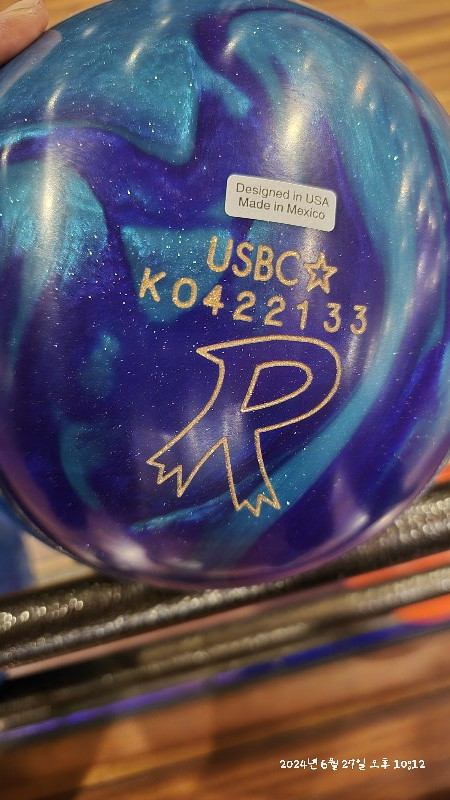 Designed in USA
Made in Mexico
USBC☆
K0422133
R
2024년 6월 27일 오후 10:12